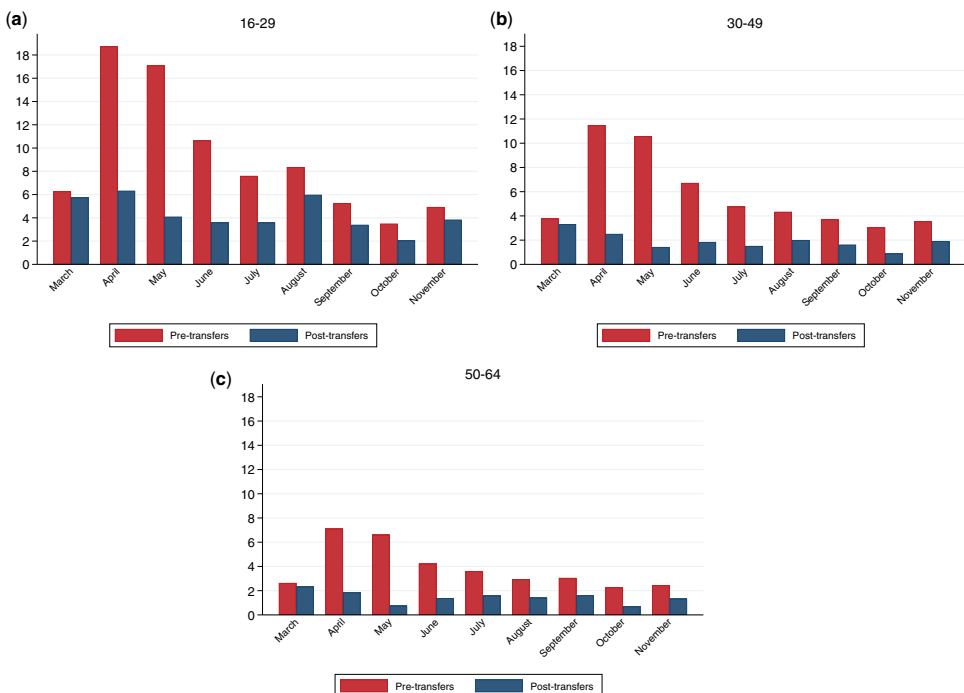 (a)
16-29
18
16
14
12
10
8
6
4
2
0
March
April
May
June
July
August
September
October
November
Pre-transfers
Post-transfers
(b)
30-49
18
16
14
12
10
8
6
4
2
0
March
April
May
June
July
August
September
October
November
Pre-transfers
Post-transfers
(c)
50-64
18
16
14
12
10
8
6
4
2
0
March
April
May
June
July
August
September
October
November
Pre-transfers
Post-transfers